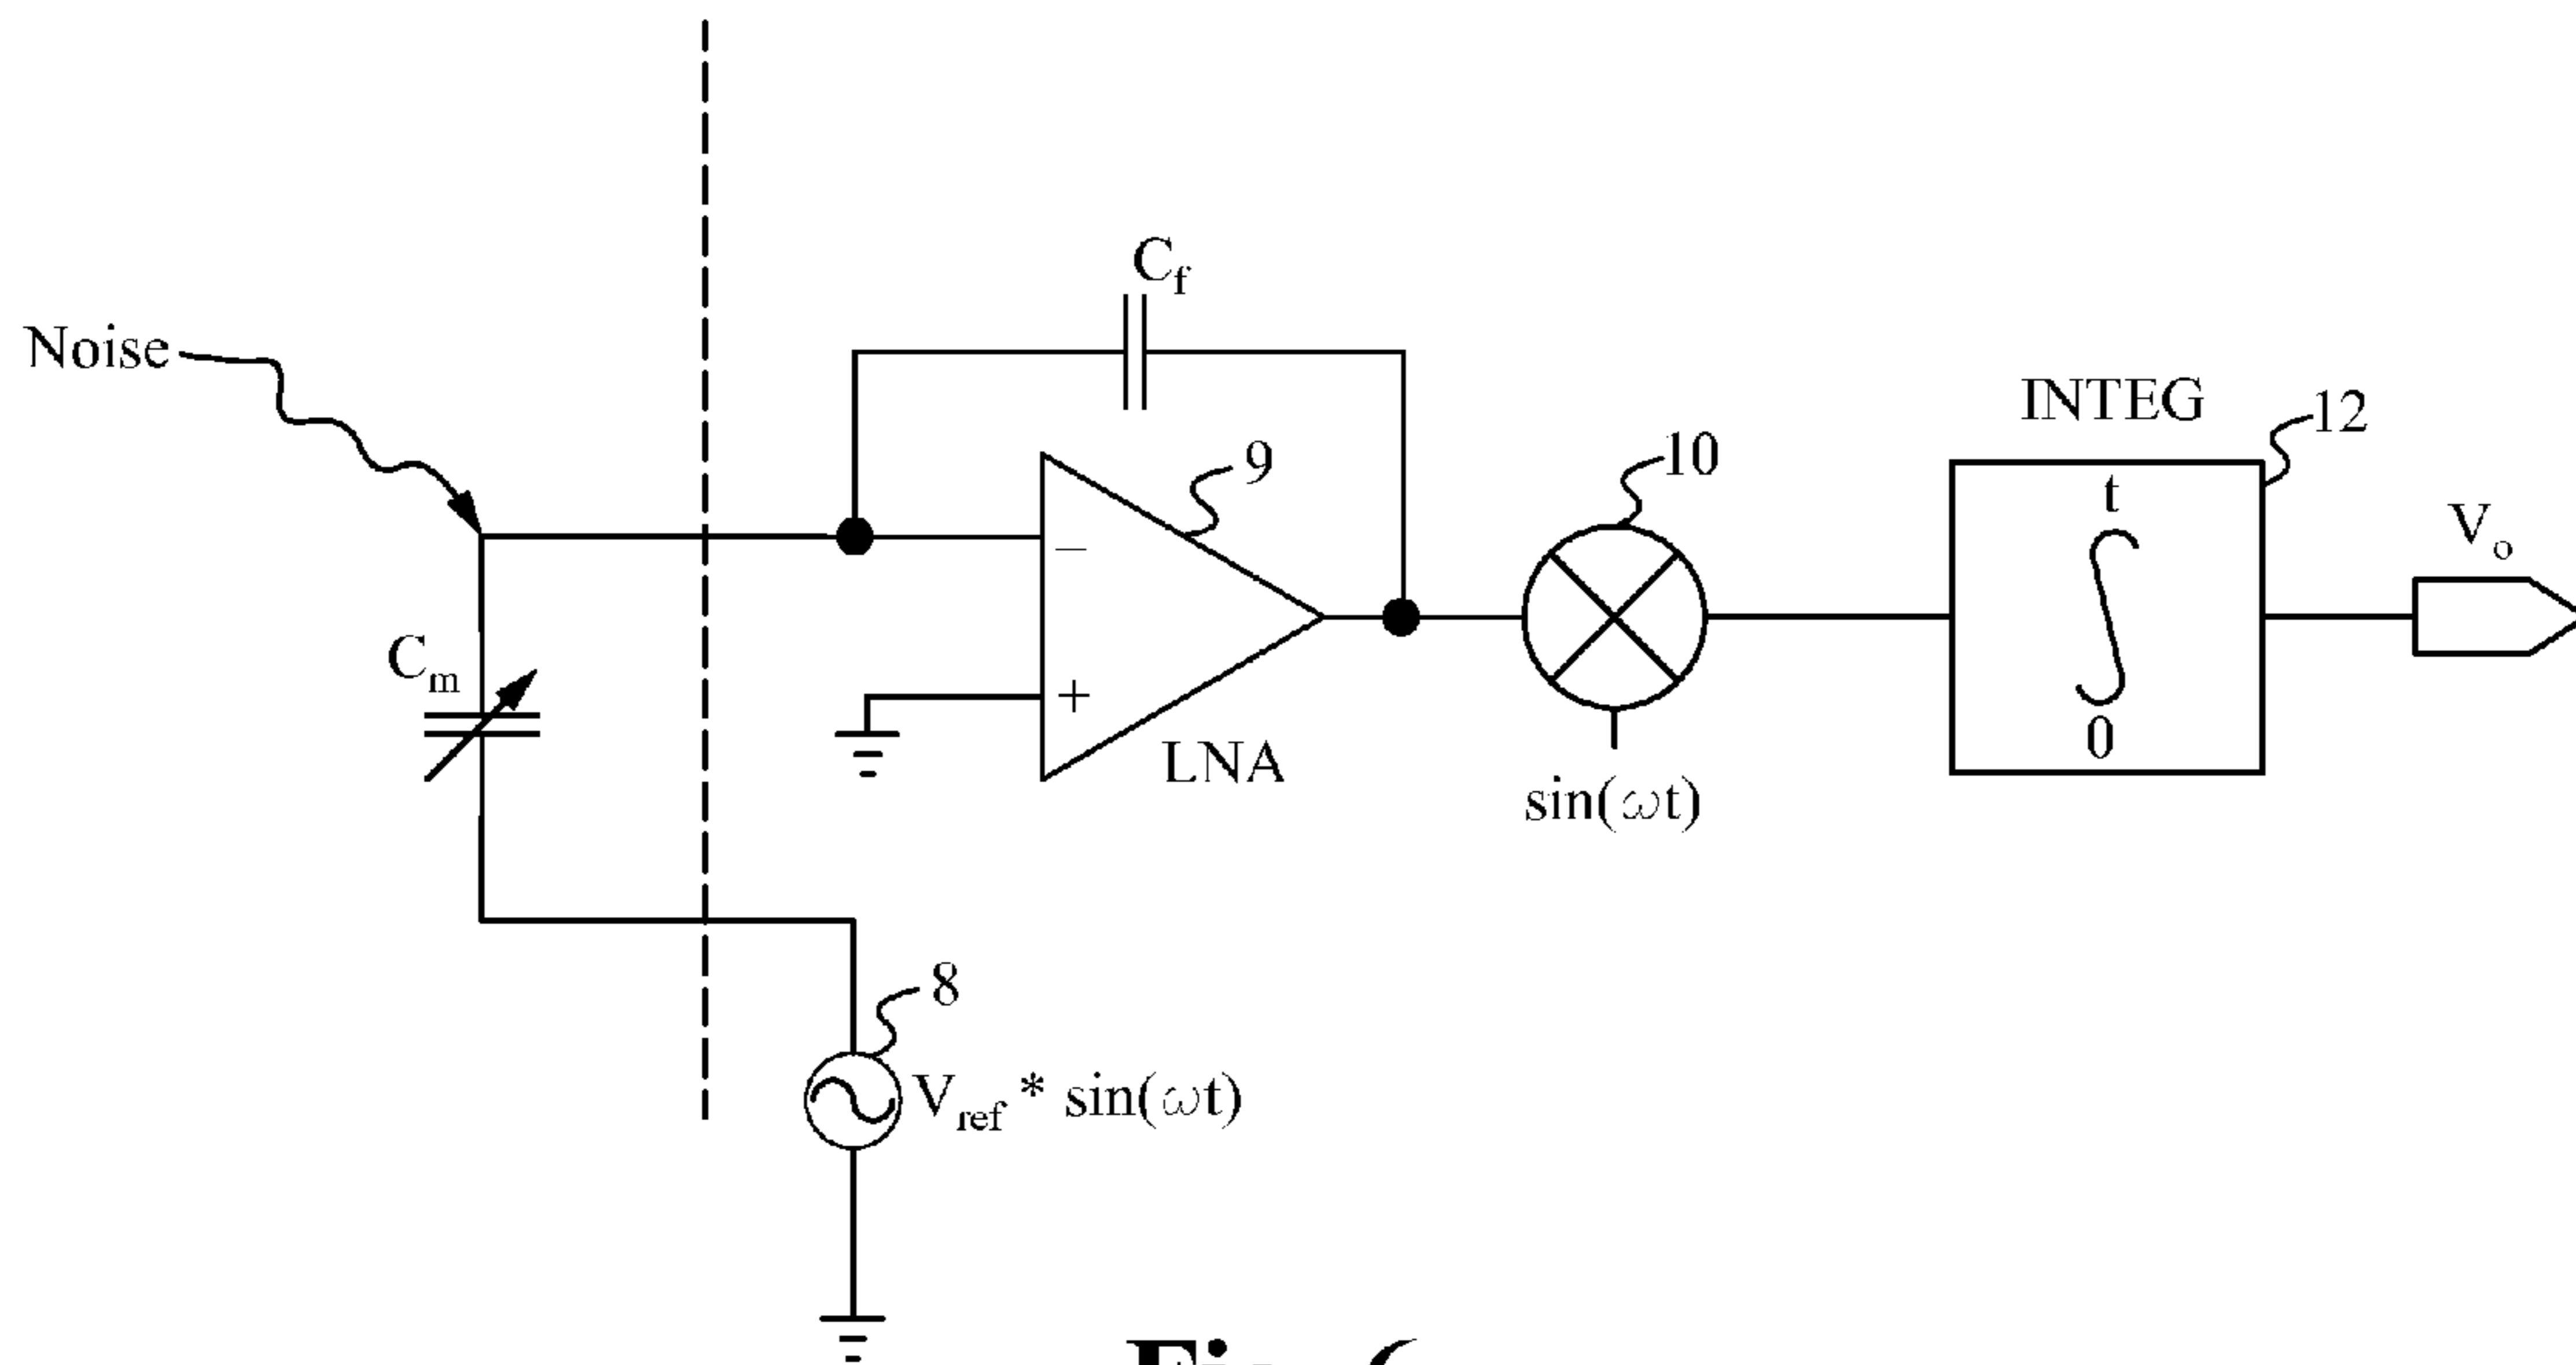 Noise
C_f
9
10
INTEG
12
t
0
V_o
C_m
−
+
LNA
sin(ωt)
8
V_ref * sin(ωt)